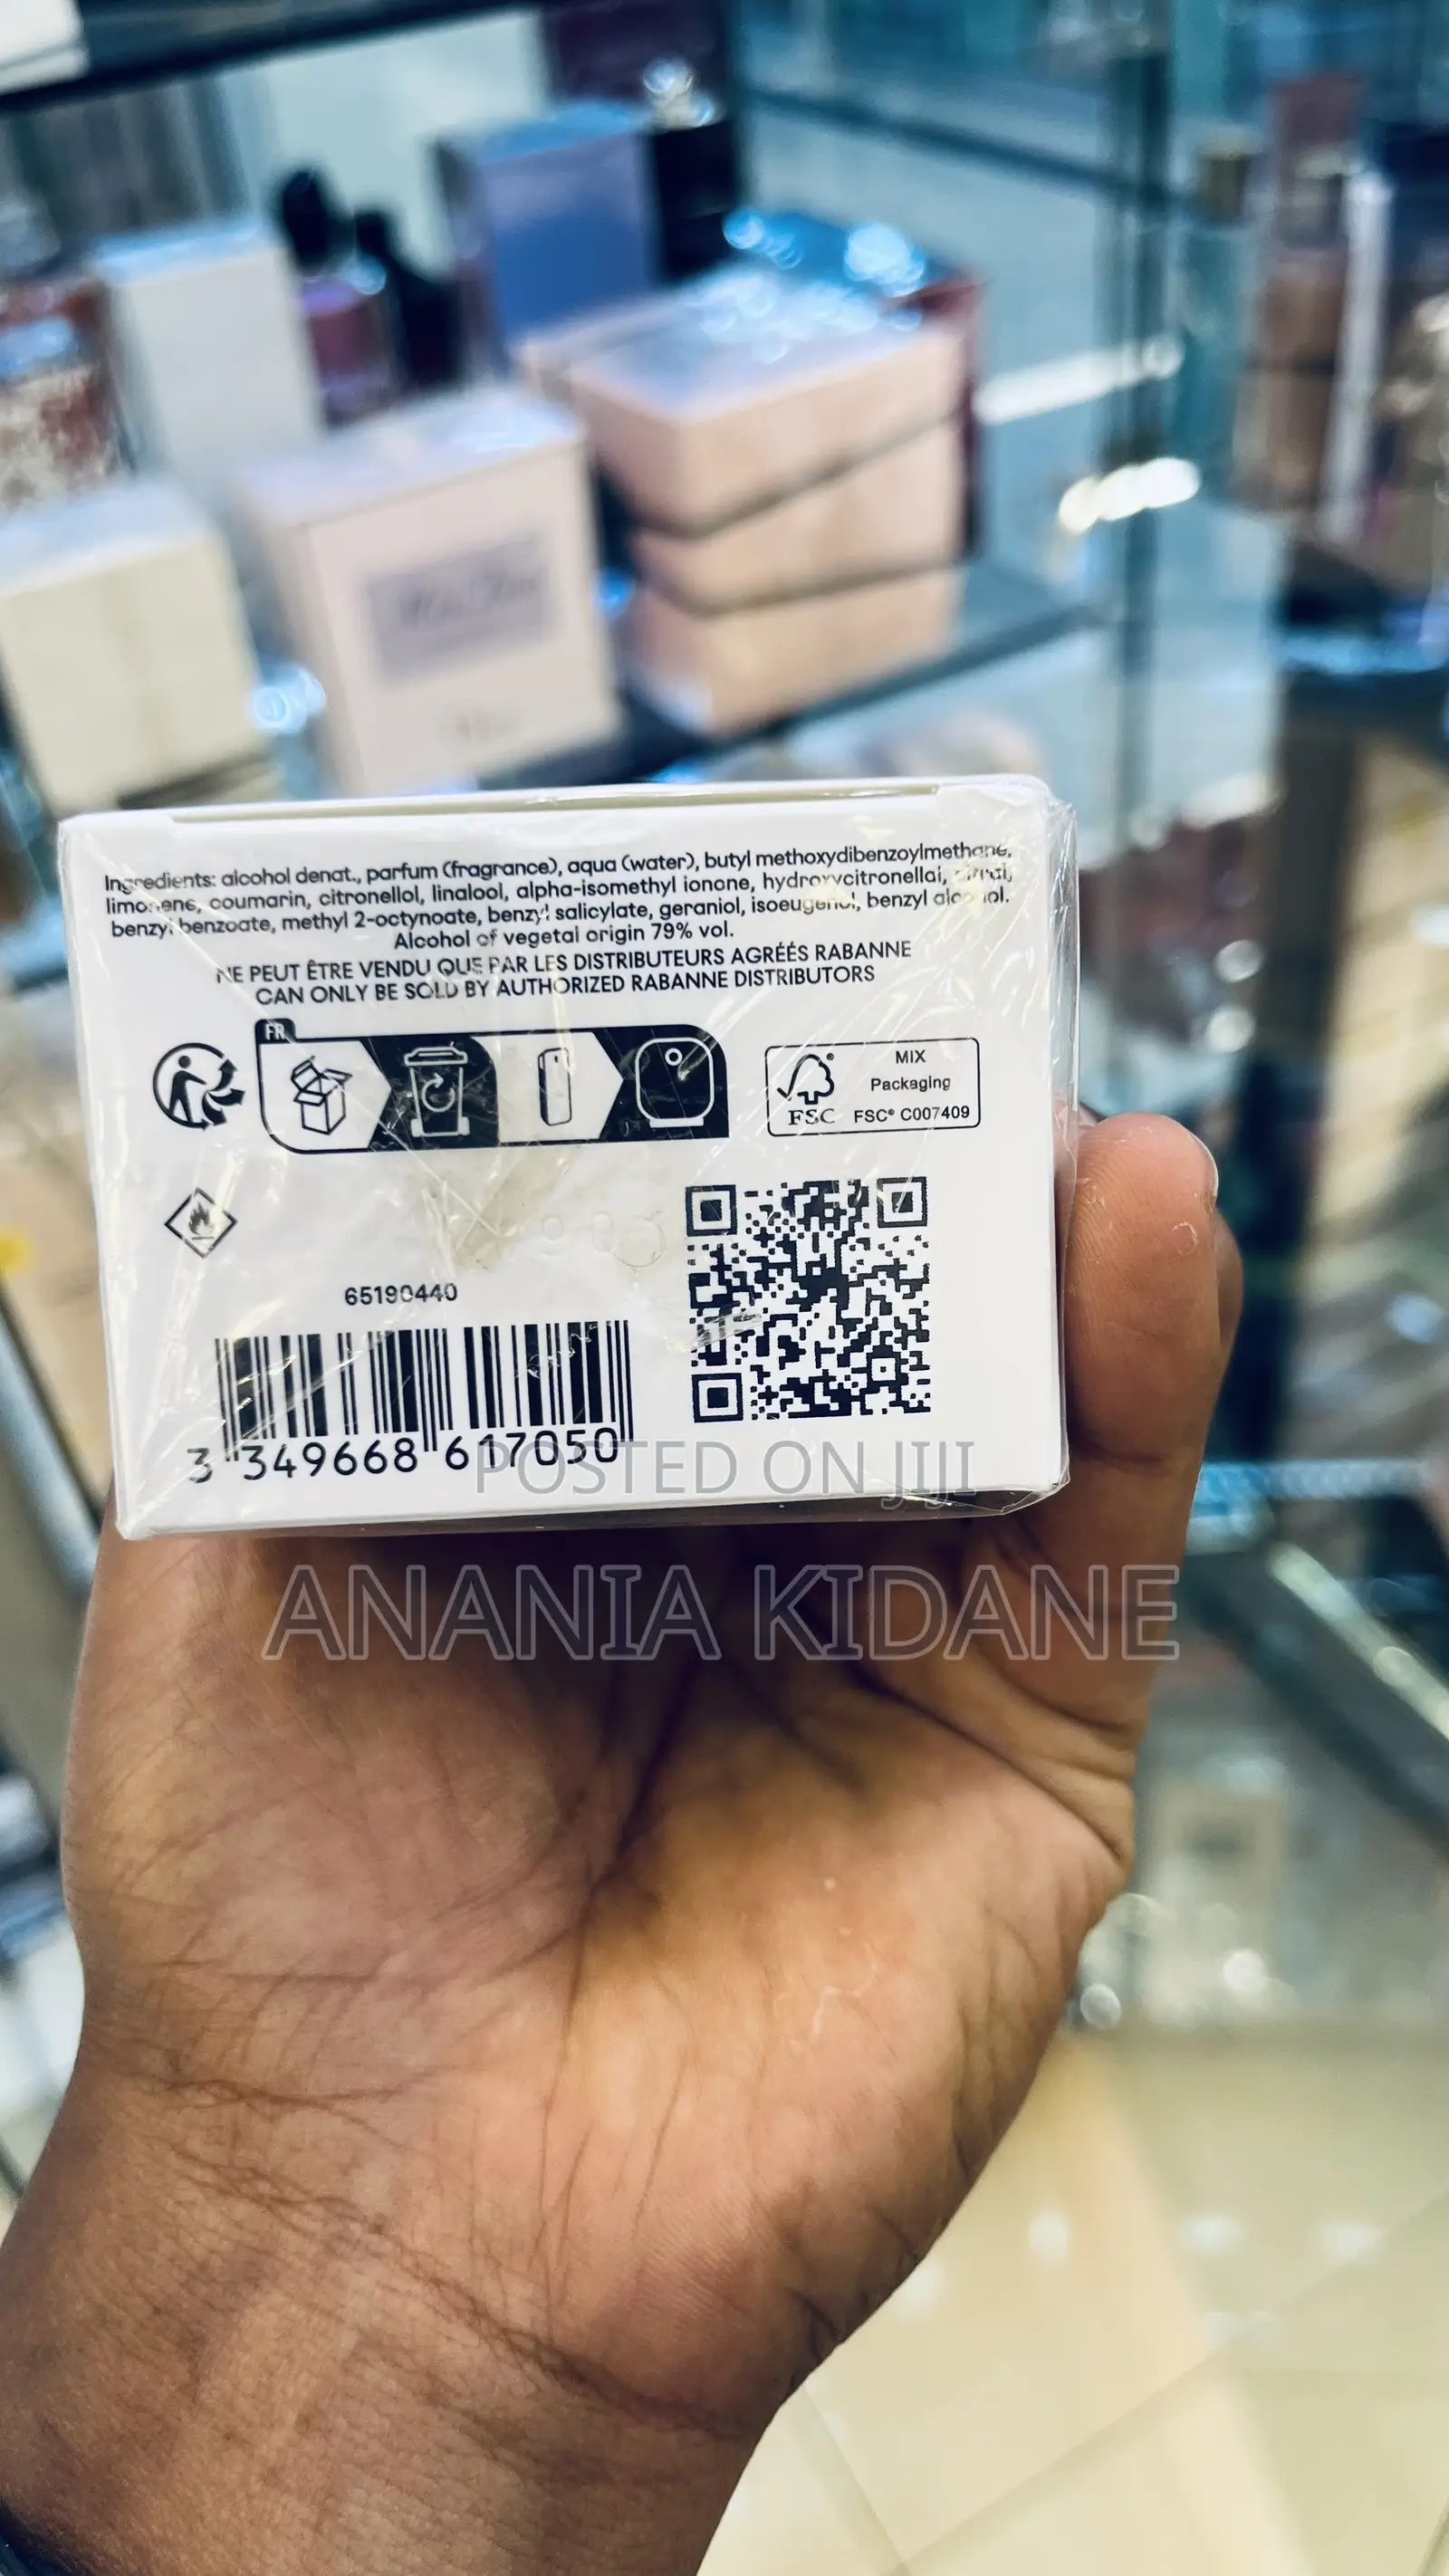 Ingredients: alcohol denat., parfum (fragrance), aqua (water), butyl methoxydibenzoylmethane,
limonene, coumarin, citronellol, linalool, alpha-isomethyl ionone, hydroxycitronellal, citral,
benzyl benzoate, methyl 2-octynoate, benzyl salicylate, geraniol, isoeugenol, benzyl alcohol.
Alcohol of vegetal origin 79% vol.
NE PEUT ÊTRE VENDU QUE PAR LES DISTRIBUTEURS AGRÉÉS RABANNE
CAN ONLY BE SOLD BY AUTHORIZED RABANNE DISTRIBUTORS
FR
MIX
Packaging
FSC FSC® C007409
65190440
3 349668 617050
POSTED ON JIJI
ANANIA KIDANE